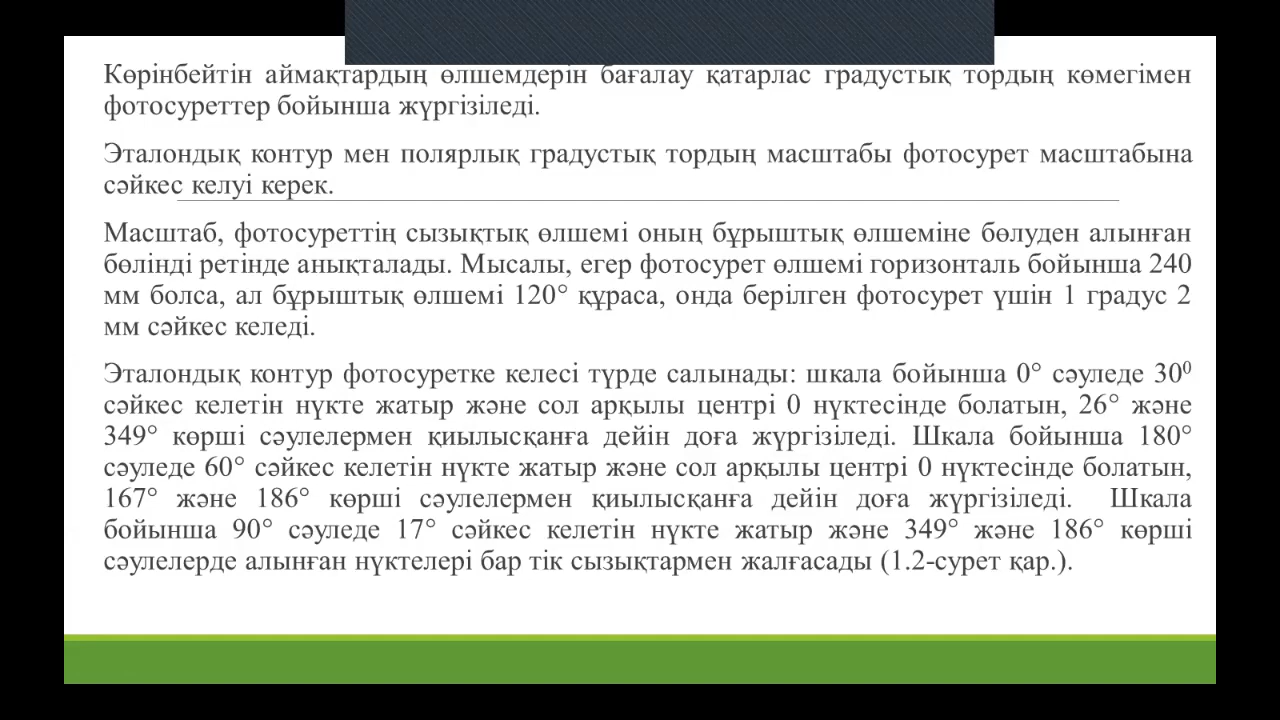 Көрінбейтін аймақтардың өлшемдерін бағалау қатарлас градустық тордың көмегімен
фотосуреттер бойынша жүргізіледі.
Эталондық контур мен полярлық градустық тордың масштабы фотосурет масштабына
сәйкес келуі керек.
Масштаб, фотосуреттің сызықтық өлшемі оның бұрыштық өлшеміне бөлуден алынған
бөлінді ретінде анықталады. Мысалы, егер фотосурет өлшемі горизонталь бойынша 240
мм болса, ал бұрыштық өлшемі 120° құраса, онда берілген фотосурет үшін 1 градус 2
мм сәйкес келеді.
Эталондық контур фотосуретке келесі түрде салынады: шкала бойынша 0° сәуледе 30⁰
сәйкес келетін нүкте жатыр және сол арқылы центрі 0 нүктесінде болатын, 26° және
349° көрші сәулелермен қиылысқанға дейін доға жүргізіледі. Шкала бойынша 180°
сәуледе 60° сәйкес келетін нүкте жатыр және сол арқылы центрі 0 нүктесінде болатын,
167° және 186° көрші сәулелермен қиылысқанға дейін доға жүргізіледі. Шкала
бойынша 90° сәуледе 17° сәйкес келетін нүкте жатыр және 349° және 186° көрші
сәулелерде алынған нүктелері бар тік сызықтармен жалғасады (1.2-сурет қар.).